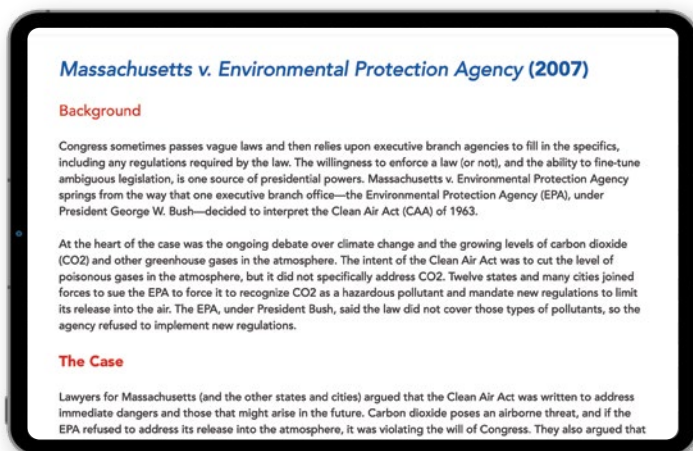 Massachusetts v. Environmental Protection Agency (2007)
Background
Congress sometimes passes vague laws and then relies upon executive branch agencies to fill in the specifics,
including any regulations required by the law. The willingness to enforce a law (or not), and the ability to fine-tune
ambiguous legislation, is one source of presidential powers. Massachusetts v. Environmental Protection Agency
springs from the way that one executive branch office—the Environmental Protection Agency (EPA), under
President George W. Bush—decided to interpret the Clean Air Act (CAA) of 1963.
At the heart of the case was the ongoing debate over climate change and the growing levels of carbon dioxide
(CO2) and other greenhouse gases in the atmosphere. The intent of the Clean Air Act was to cut the level of
poisonous gases in the atmosphere, but it did not specifically address CO2. Twelve states and many cities joined
forces to sue the EPA to force it to recognize CO2 as a hazardous pollutant and mandate new regulations to limit
its release into the air. The EPA, under President Bush, said the law did not cover those types of pollutants, so the
agency refused to implement new regulations.
The Case
Lawyers for Massachusetts (and the other states and cities) argued that the Clean Air Act was written to address
immediate dangers and those that might arise in the future. Carbon dioxide poses an airborne threat, and if the
EPA refused to address its release into the atmosphere, it was violating the will of Congress. They also argued that